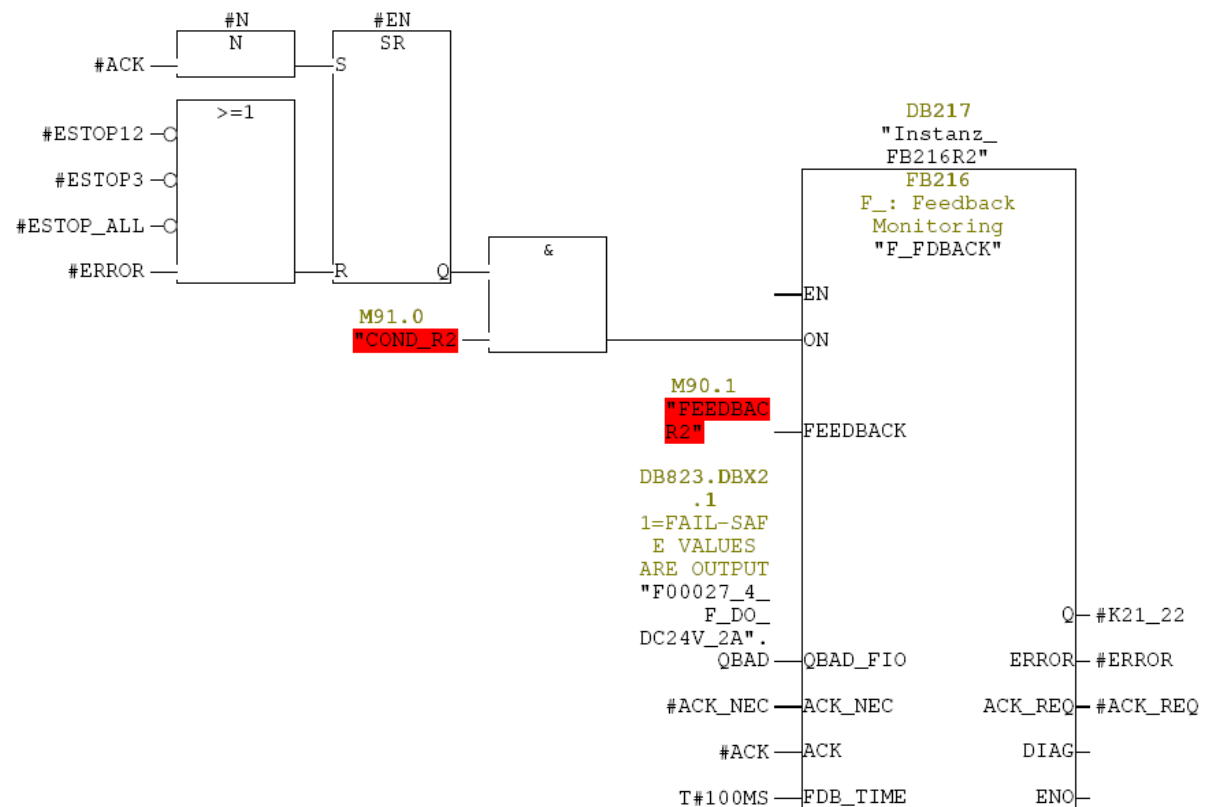 #N
#EN
N
SR
#ACK
S
>=1
#ESTOP12
#ESTOP3
#ESTOP_ALL
#ERROR
R
Q
&
M91.0
"COND_R2
DB217
"Instanz_
FB216R2"
FB216
F_: Feedback
Monitoring
"F_FDBACK"
EN
ON
M90.1
"FEEDBAC
R2"
FEEDBACK
DB823.DBX2
.1
1=FAIL-SAF
E VALUES
ARE OUTPUT
"F00027_4_
F_DO_
DC24V_2A".
QBAD
QBAD_FIO
Q
#K21_22
ERROR
#ERROR
#ACK_NEC
ACK_NEC
ACK_REQ
#ACK_REQ
#ACK
ACK
DIAG
T#100MS
FDB_TIME
ENO